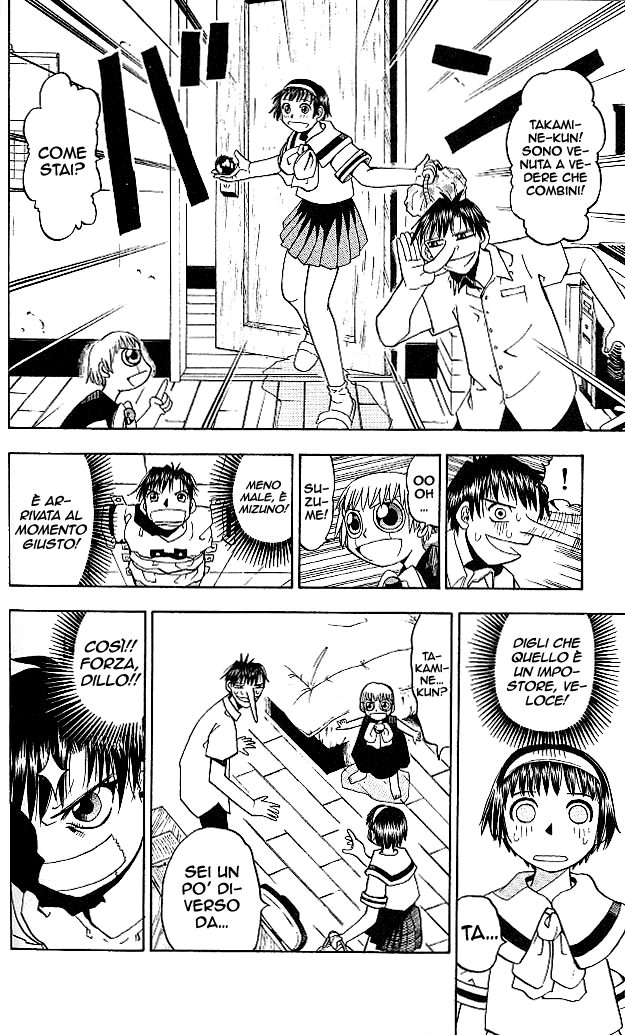 TAKAMI-
NE-KUN!
SONO VE-
NUTA A VE-
DERE CHE
COMBINI!
COME
STAI?
!
OO
OH
...
SU-
ZU-
ME!
MENO
MALE, È
MIZUNO!
È AR-
RIVATA AL
MOMENTO
GIUSTO!
DIGLI CHE
QUELLO È
UN IMPO-
STORE, VE-
LOCE!
TA...
TA-
KAMI-
NE...
KUN?
SEI UN
PO' DI-
VERSO
DA...
COSÌ!!
FORZA,
DILLO!!